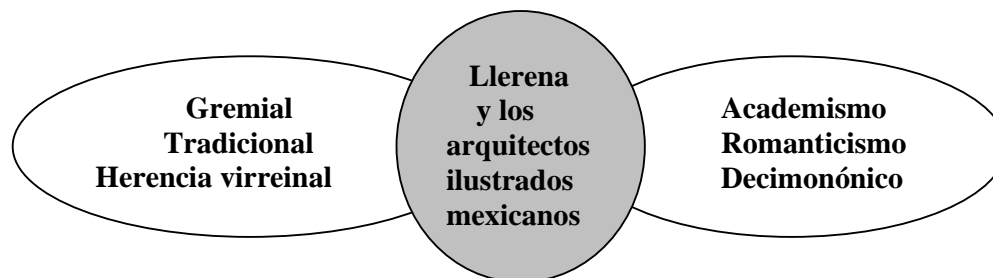 Gremial
Tradicional
Herencia virreinal
Llerena
y los
arquitectos
ilustrados
mexicanos
Academismo
Romanticismo
Decimonónico